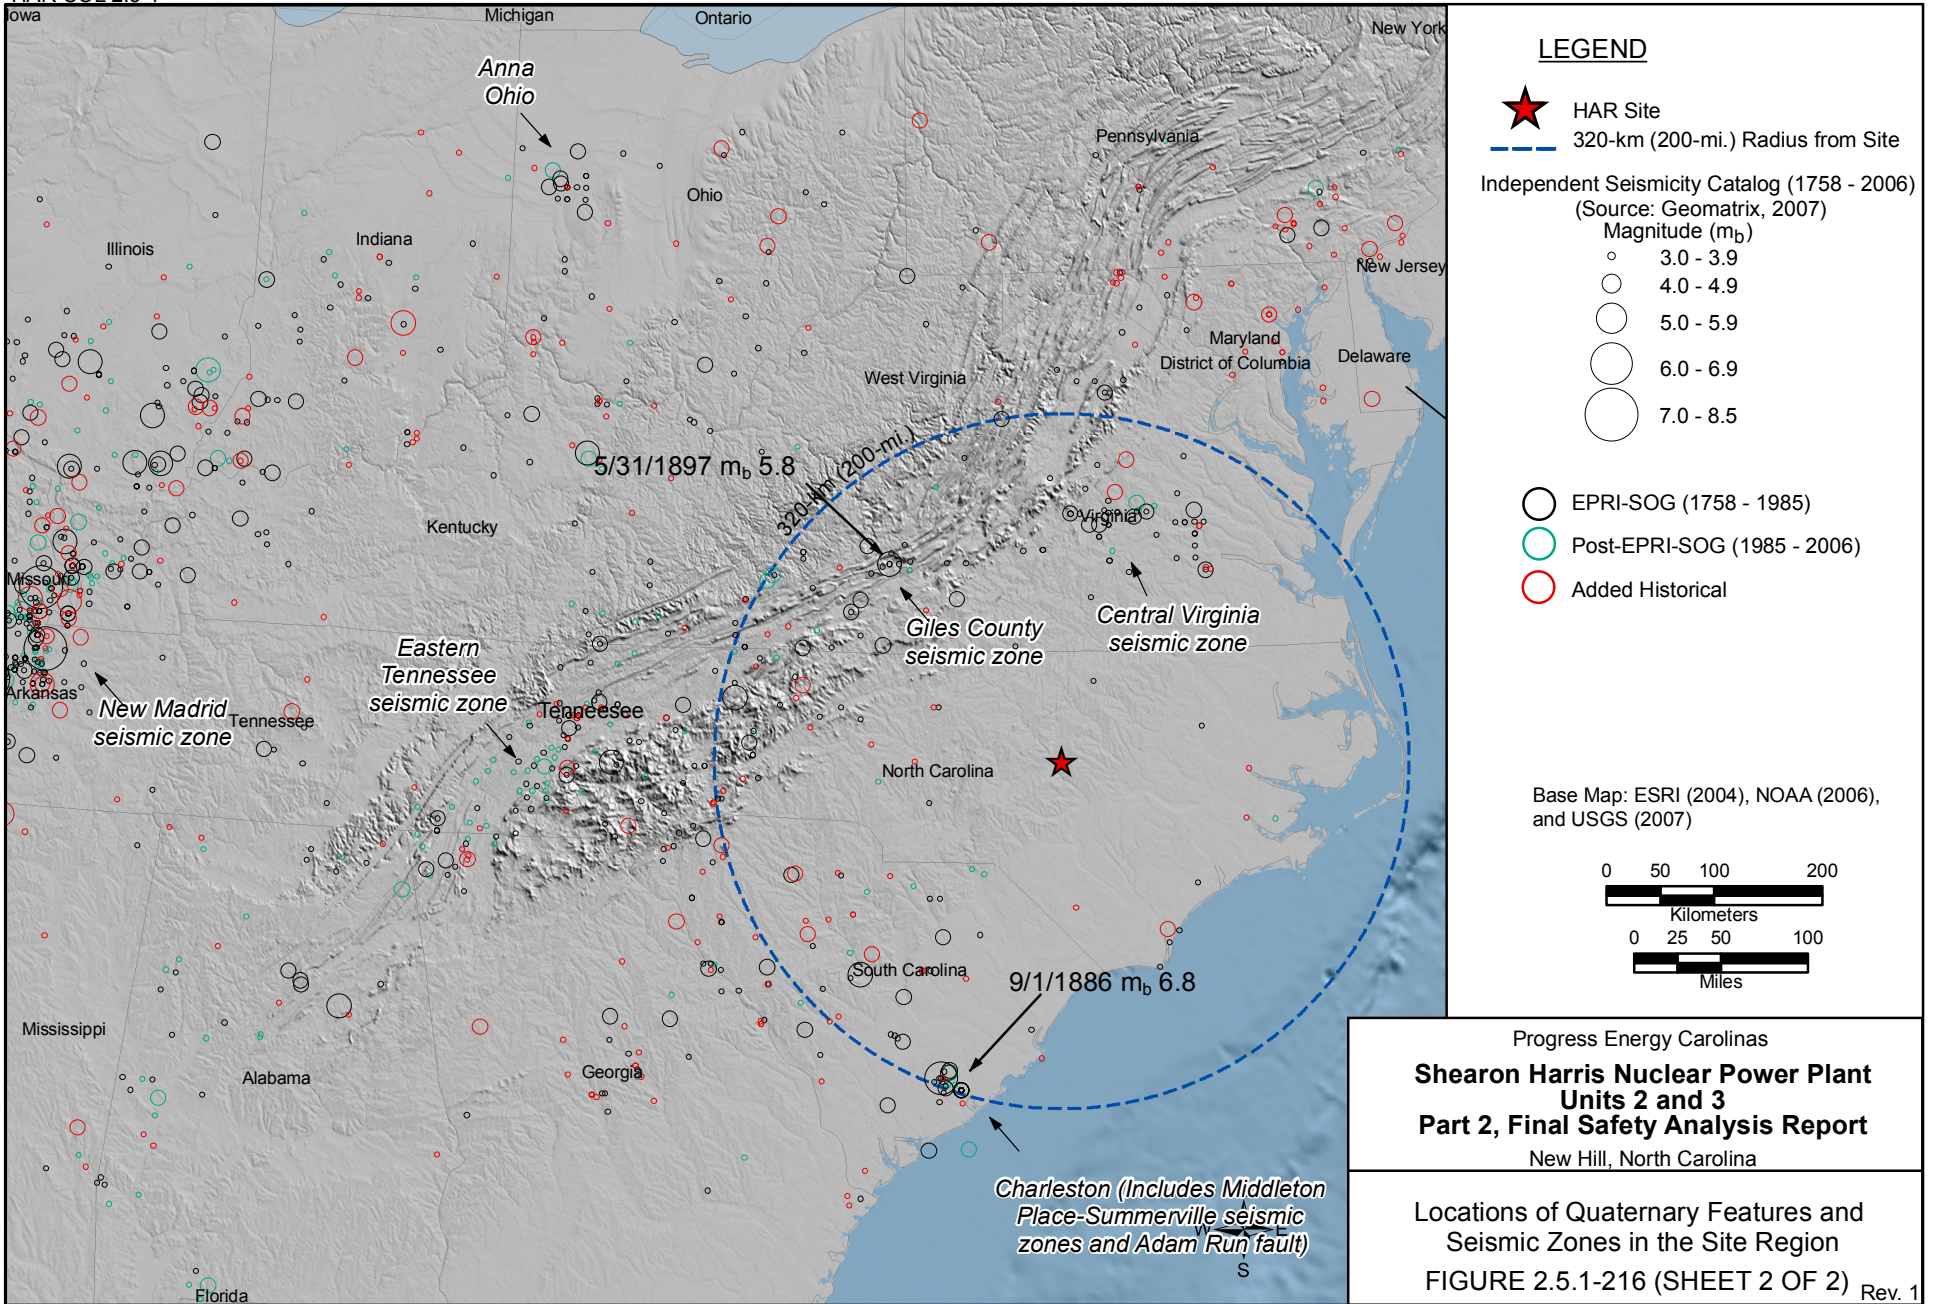 Iowa
Michigan
Ontario
New York
Anna
Ohio
Pennsylvania
Ohio
Illinois
Indiana
New Jersey
Maryland
District of Columbia
Delaware
West Virginia
320-km (200-mi.)
5/31/1897 mb 5.8
Kentucky
Virginia
Missouri
Giles County
seismic zone
Central Virginia
seismic zone
Eastern
Tennessee
seismic zone
Arkansas
New Madrid
seismic zone
Tennessee
Tenneesee
North Carolina
South Carolina
9/1/1886 mb 6.8
Mississippi
Alabama
Georgia
Charleston (Includes Middleton
Place-Summerville seismic
zones and Adam Run fault)
W E
S
Florida
LEGEND
HAR Site
320-km (200-mi.) Radius from Site
Independent Seismicity Catalog (1758 - 2006)
(Source: Geomatrix, 2007)
Magnitude (mb)
3.0 - 3.9
4.0 - 4.9
5.0 - 5.9
6.0 - 6.9
7.0 - 8.5
EPRI-SOG (1758 - 1985)
Post-EPRI-SOG (1985 - 2006)
Added Historical
Base Map: ESRI (2004), NOAA (2006),
and USGS (2007)
0 50 100 200
Kilometers
0 25 50 100
Miles
Progress Energy Carolinas
Shearon Harris Nuclear Power Plant
Units 2 and 3
Part 2, Final Safety Analysis Report
New Hill, North Carolina
Locations of Quaternary Features and
Seismic Zones in the Site Region
FIGURE 2.5.1-216 (SHEET 2 OF 2)
Rev. 1